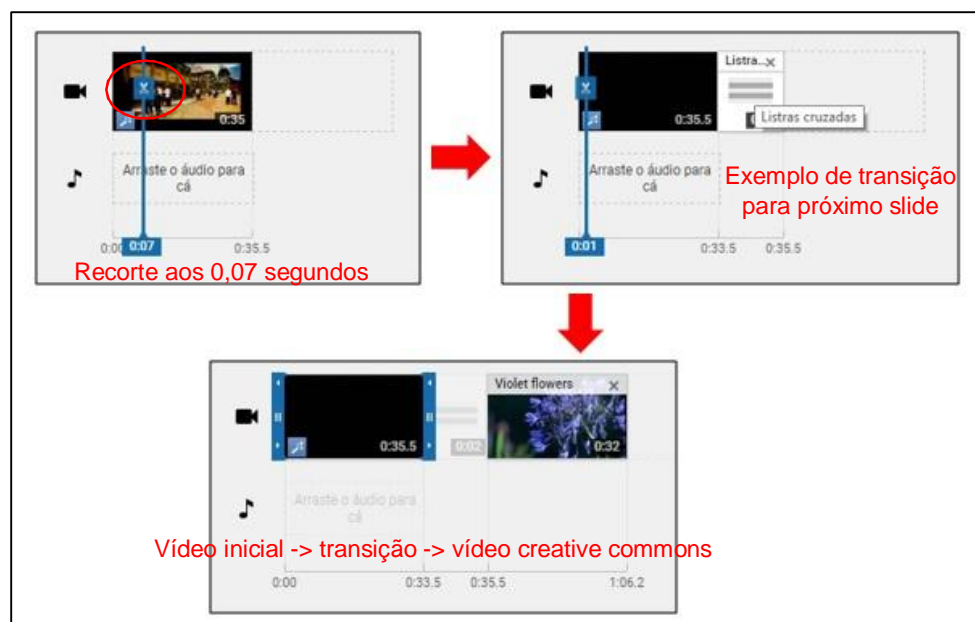 0:35
Arraste o áudio para
cá
0:07
0:35.5
Recorte aos 0,07 segundos
Listra...
0:35.5
Listras cruzadas
Arraste o áudio para
cá
Exemplo de transição
para próximo slide
0:01
0:33.5
0:35.5
Violet flowers
0:35.5
0:02
0:32
Arraste o áudio para
cá
Vídeo inicial -> transição -> vídeo creative commons
0:00
0:33.5
0:35.5
1:06.2